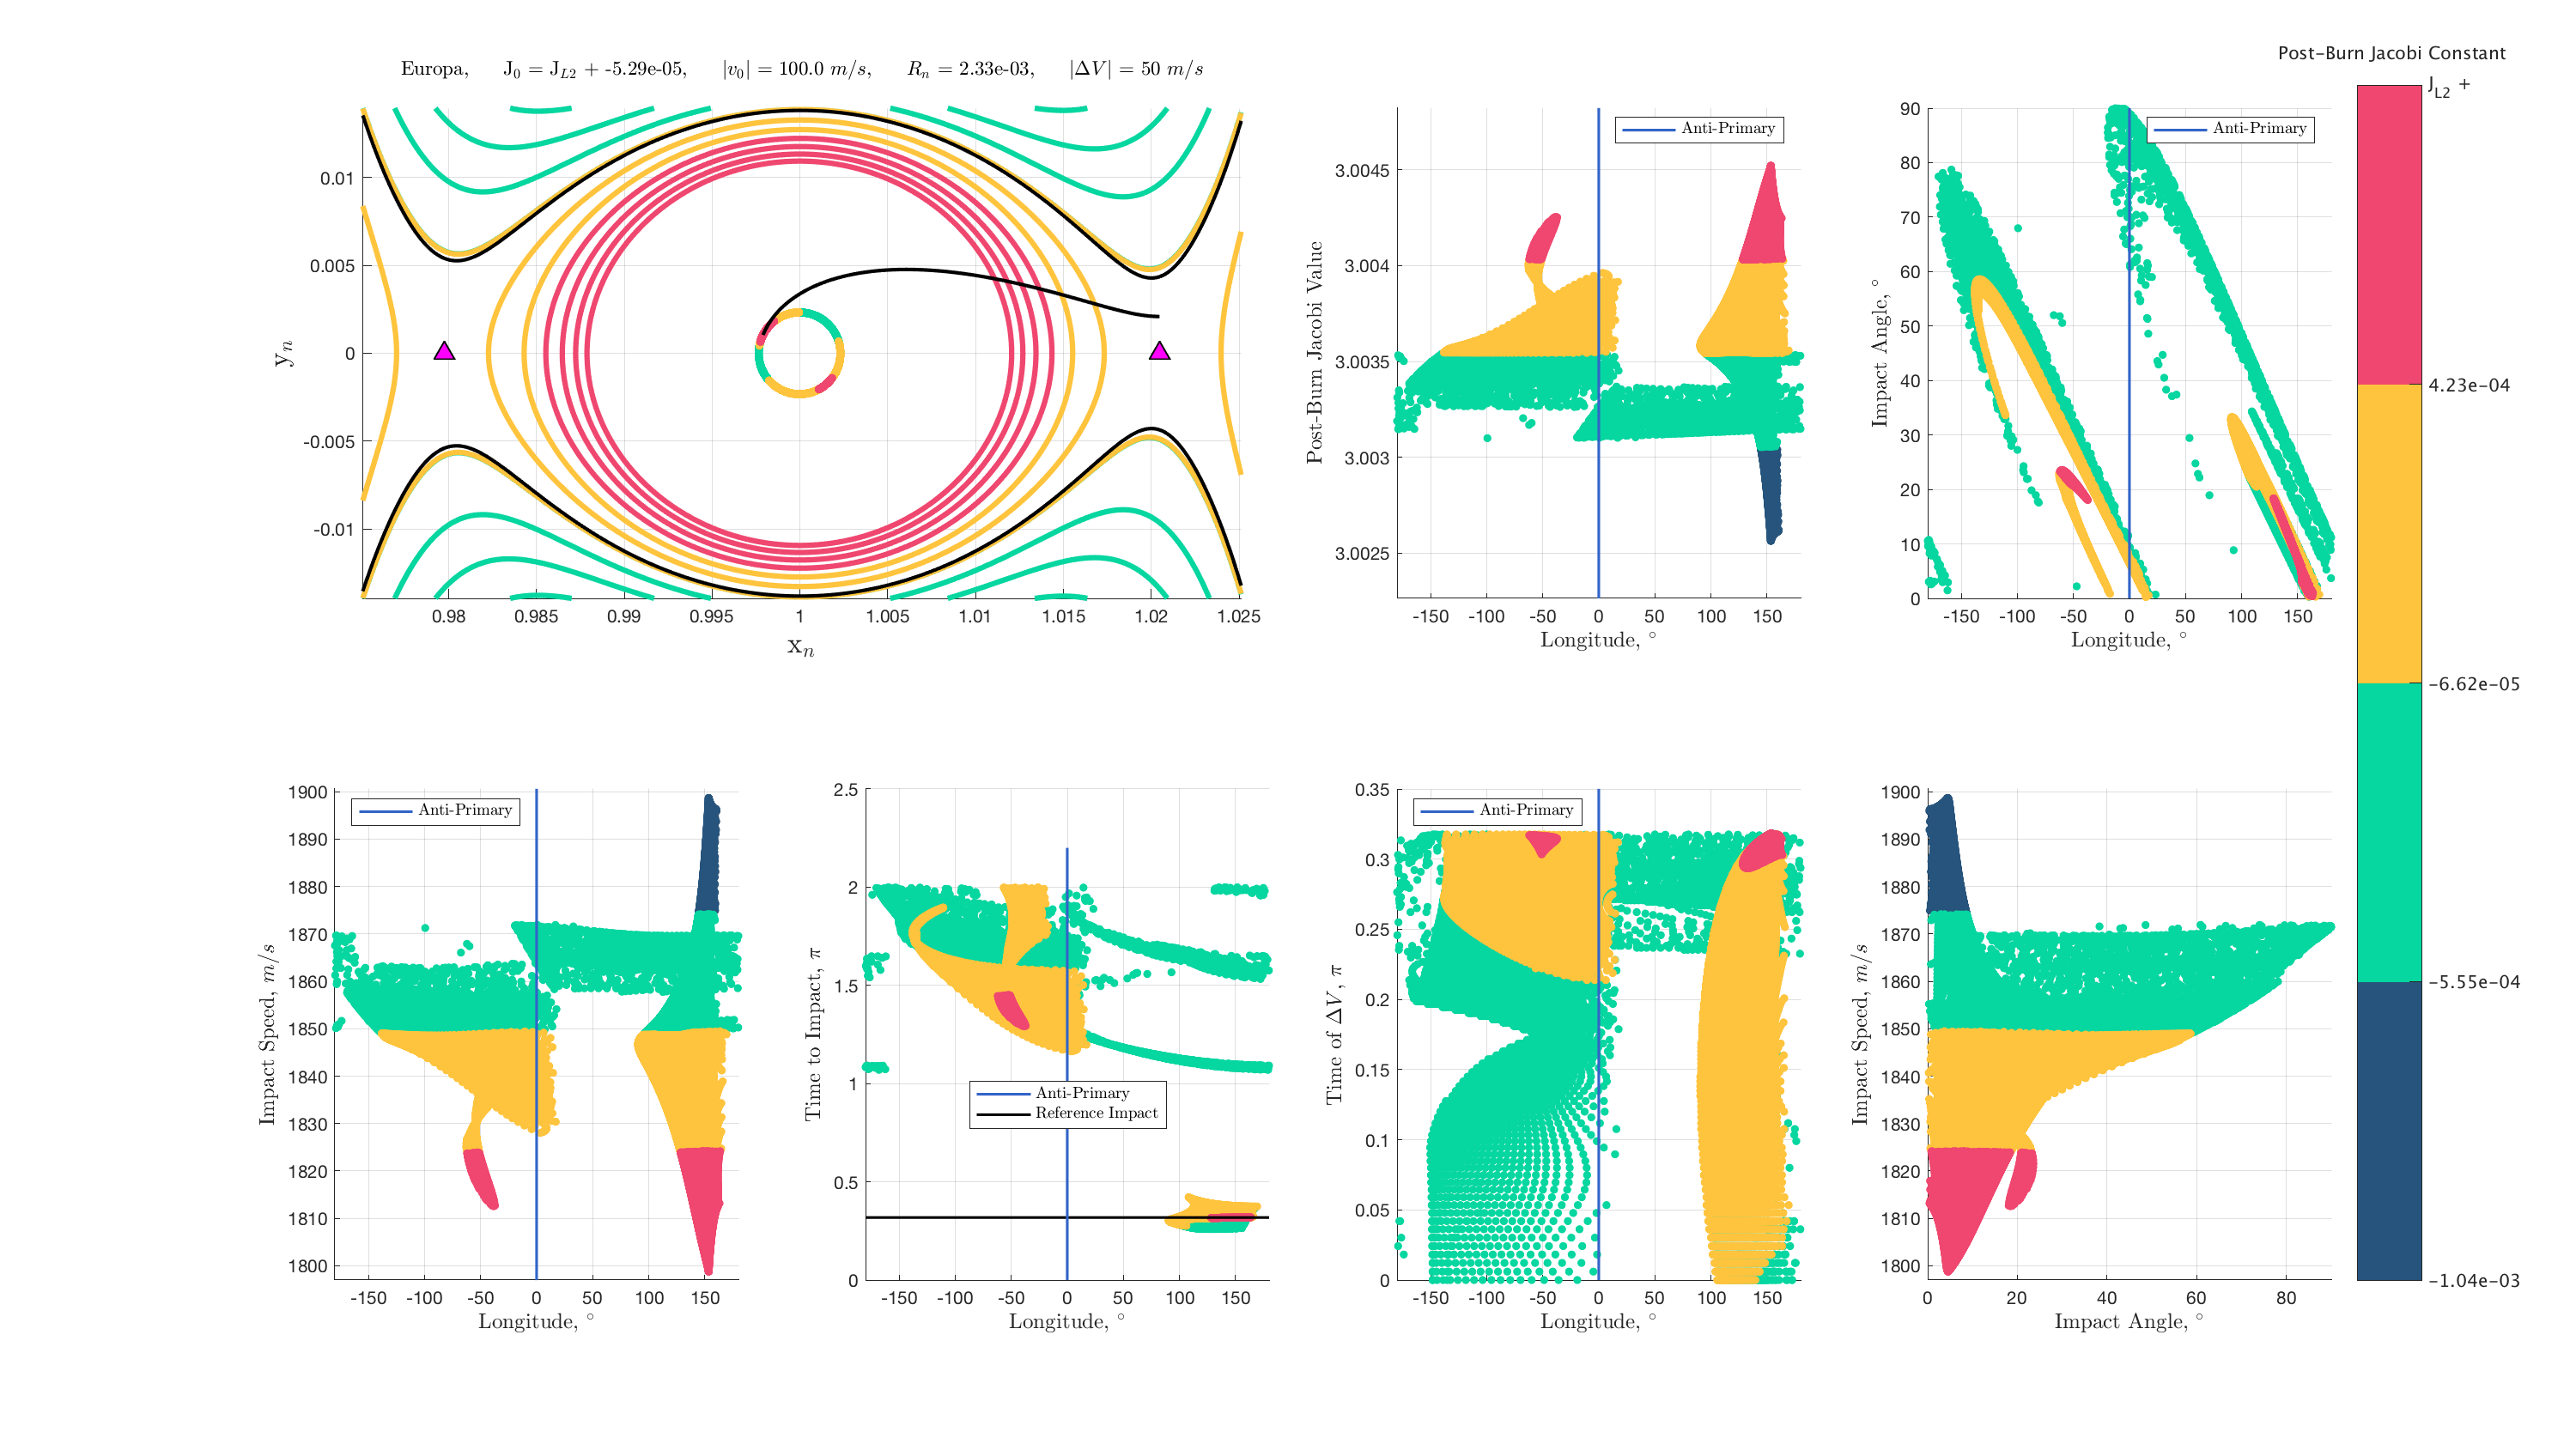 Europa, J0 = JL2 + -5.29e-05, |v0| = 100.0 m/s, Rn = 2.33e-03, |ΔV| = 50 m/s
0.01
0.005
0
-0.005
-0.01
yn
0.98 0.985 0.99 0.995 1 1.005 1.01 1.015 1.02 1.025
xn
Anti-Primary
3.0045
3.004
3.0035
3.003
3.0025
Post-Burn Jacobi Value
-150 -100 -50 0 50 100 150
Longitude, °
Anti-Primary
90
80
70
60
50
40
30
20
10
0
Impact Angle, °
-150 -100 -50 0 50 100 150
Longitude, °
Post-Burn Jacobi Constant
JL2 +
4.23e-04
-6.62e-05
-5.55e-04
-1.04e-03
Anti-Primary
1900
1890
1880
1870
1860
1850
1840
1830
1820
1810
1800
Impact Speed, m/s
-150 -100 -50 0 50 100 150
Longitude, °
2.5
2
1.5
1
0.5
0
Time to Impact, π
Anti-Primary
Reference Impact
-150 -100 -50 0 50 100 150
Longitude, °
Anti-Primary
0.35
0.3
0.25
0.2
0.15
0.1
0.05
0
Time of ΔV, π
-150 -100 -50 0 50 100 150
Longitude, °
1900
1890
1880
1870
1860
1850
1840
1830
1820
1810
1800
Impact Speed, m/s
0 20 40 60 80
Impact Angle, °